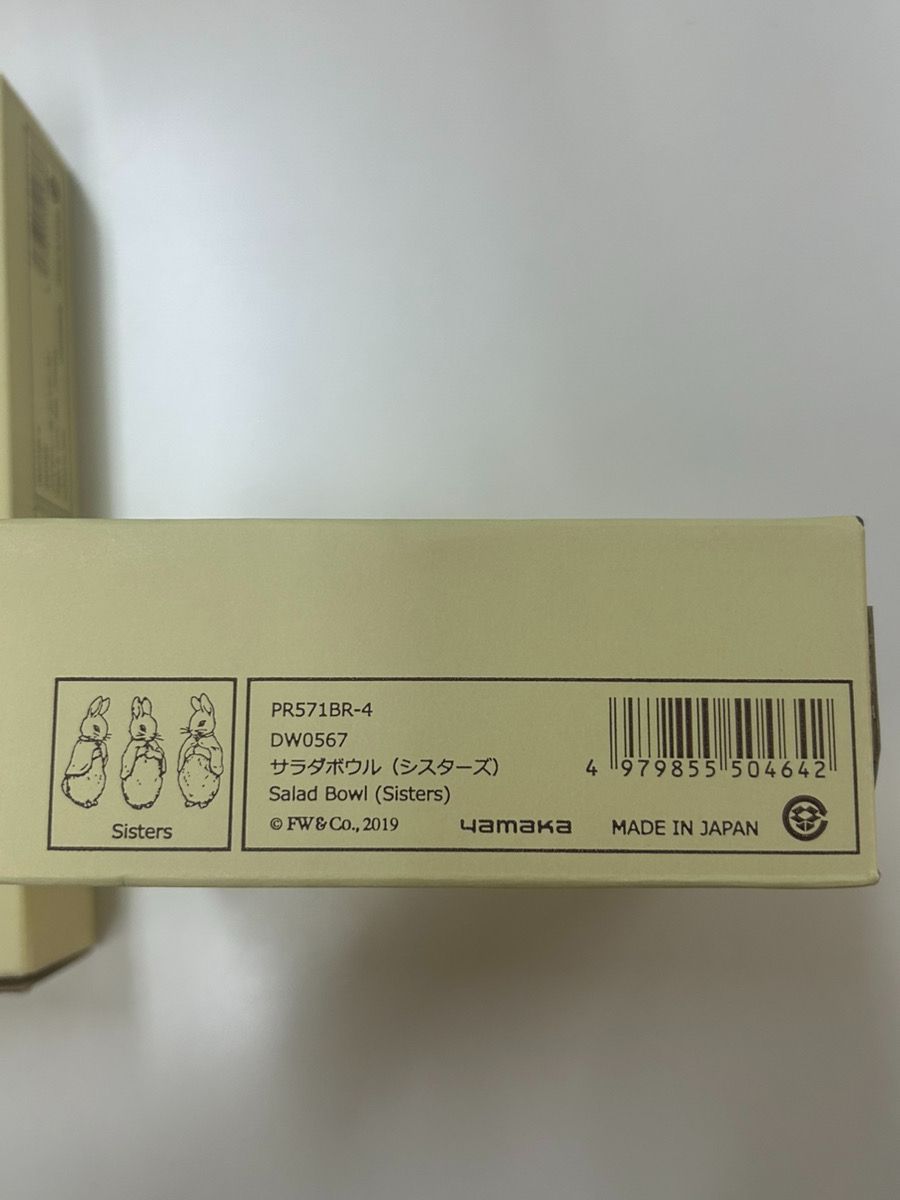 Sisters
PR571BR-4
DW0567
サラダボウル（シスターズ）
Salad Bowl (Sisters)
© FW & Co., 2019
yamaka
4 979855 504642
MADE IN JAPAN